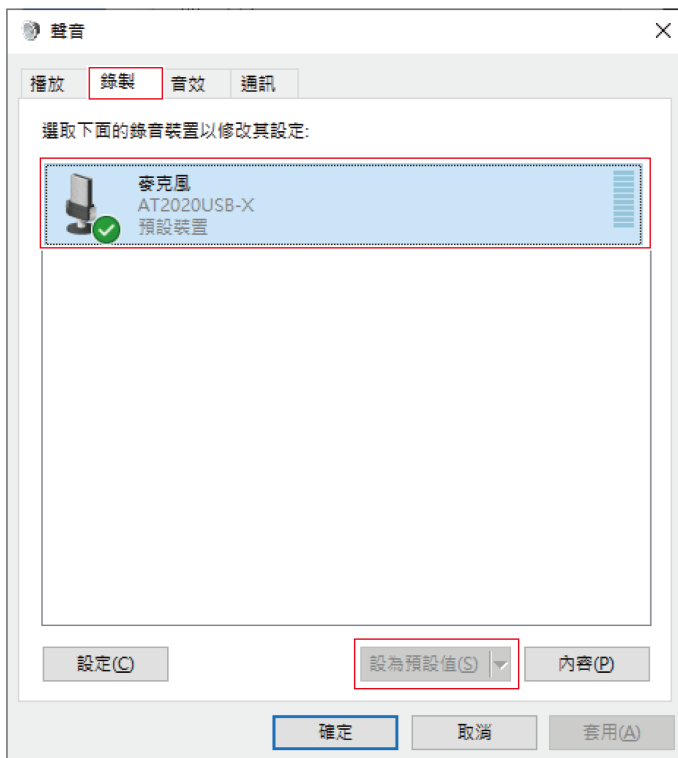 聲音
播放 錄製 音效 通訊
選取下面的錄音裝置以修改其設定:
麥克風
AT2020USB-X
預設裝置
設定(C) 設為預設值(S) 內容(P)
確定 取消 套用(A)